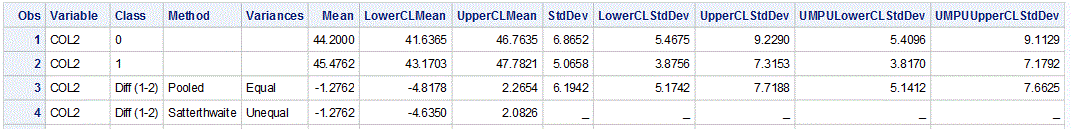 Obs Variable Class Method Variances Mean LowerCLMean UpperCLMean StdDev LowerCLStdDev UpperCLStdDev UMPULowerCLStdDev UMPUUpperCLStdDev
1 COL2 0 44.2000 41.6365 46.7635 6.8652 5.4675 9.2290 5.4096 9.1129
2 COL2 1 45.4762 43.1703 47.7821 5.0658 3.8756 7.3153 3.8170 7.1792
3 COL2 Diff (1-2) Pooled Equal -1.2762 -4.8178 2.2654 6.1942 5.1742 7.7188 5.1412 7.6625
4 COL2 Diff (1-2) Satterthwaite Unequal -1.2762 -4.6350 2.0826 _ _ _ _ _